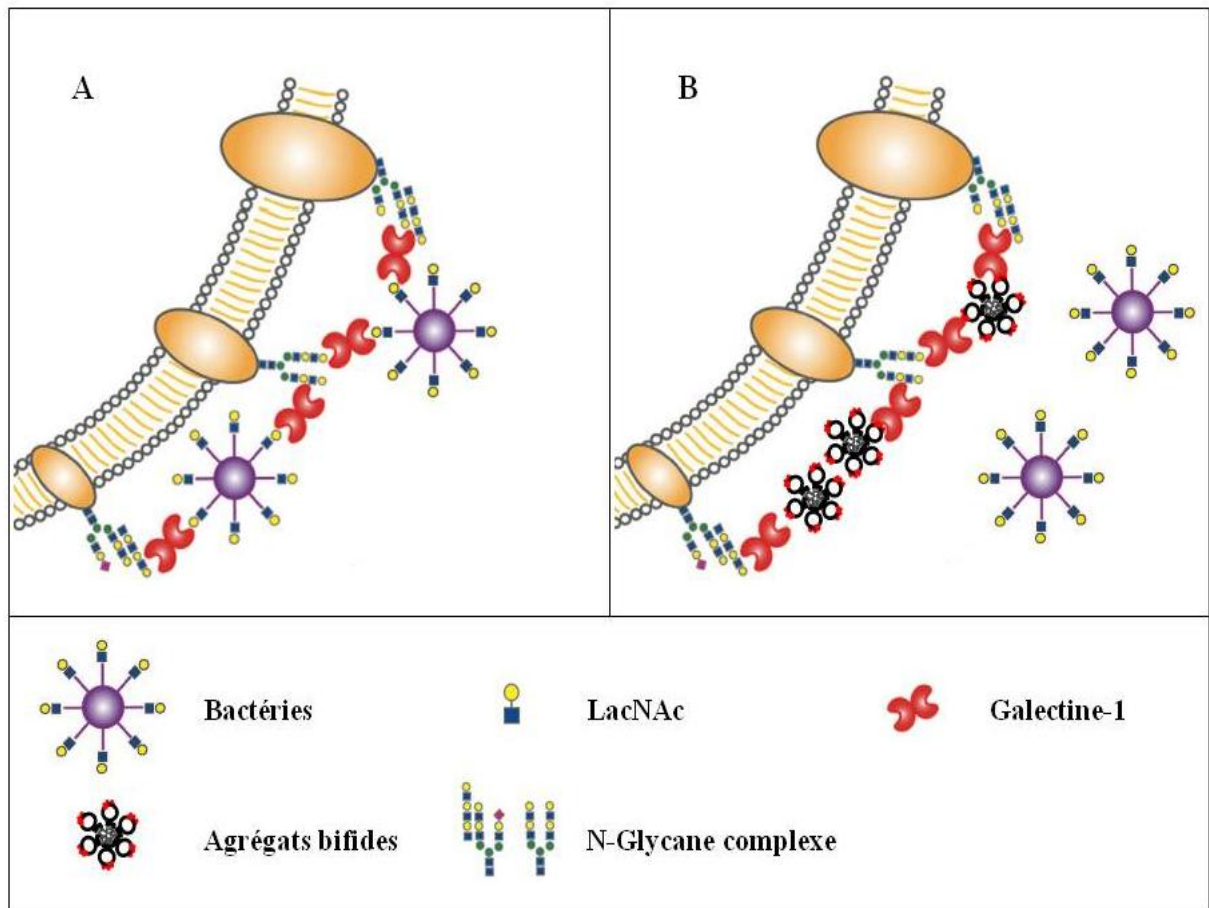 A
B
Bactéries
LacNAc
Galectine-1
Agrégats bifides
N-Glycane complexe